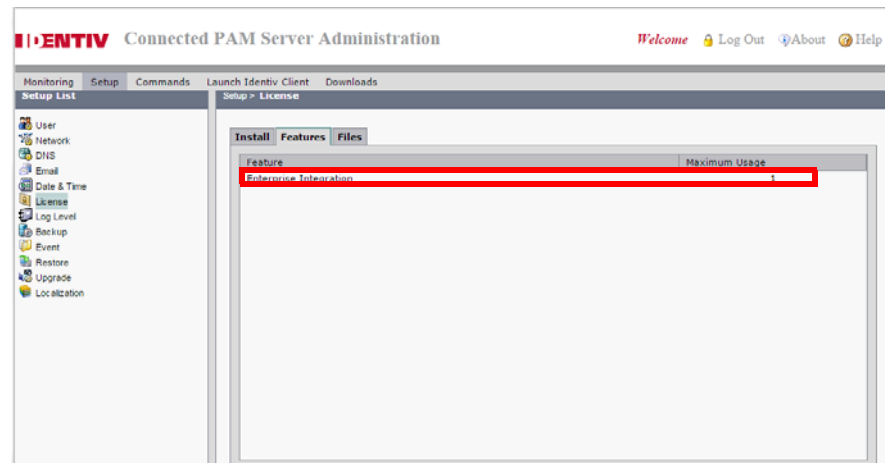 IDENTIV Connected PAM Server Administration
Welcome Log Out About Help
Monitoring Setup Commands Launch Identiv Client Downloads
Setup List
Setup > License
User
Network
DNS
Email
Date & Time
License
Log Level
Backup
Event
Restore
Upgrade
Localization
Install Features Files
Feature Maximum Usage
Enterprise Integration 1